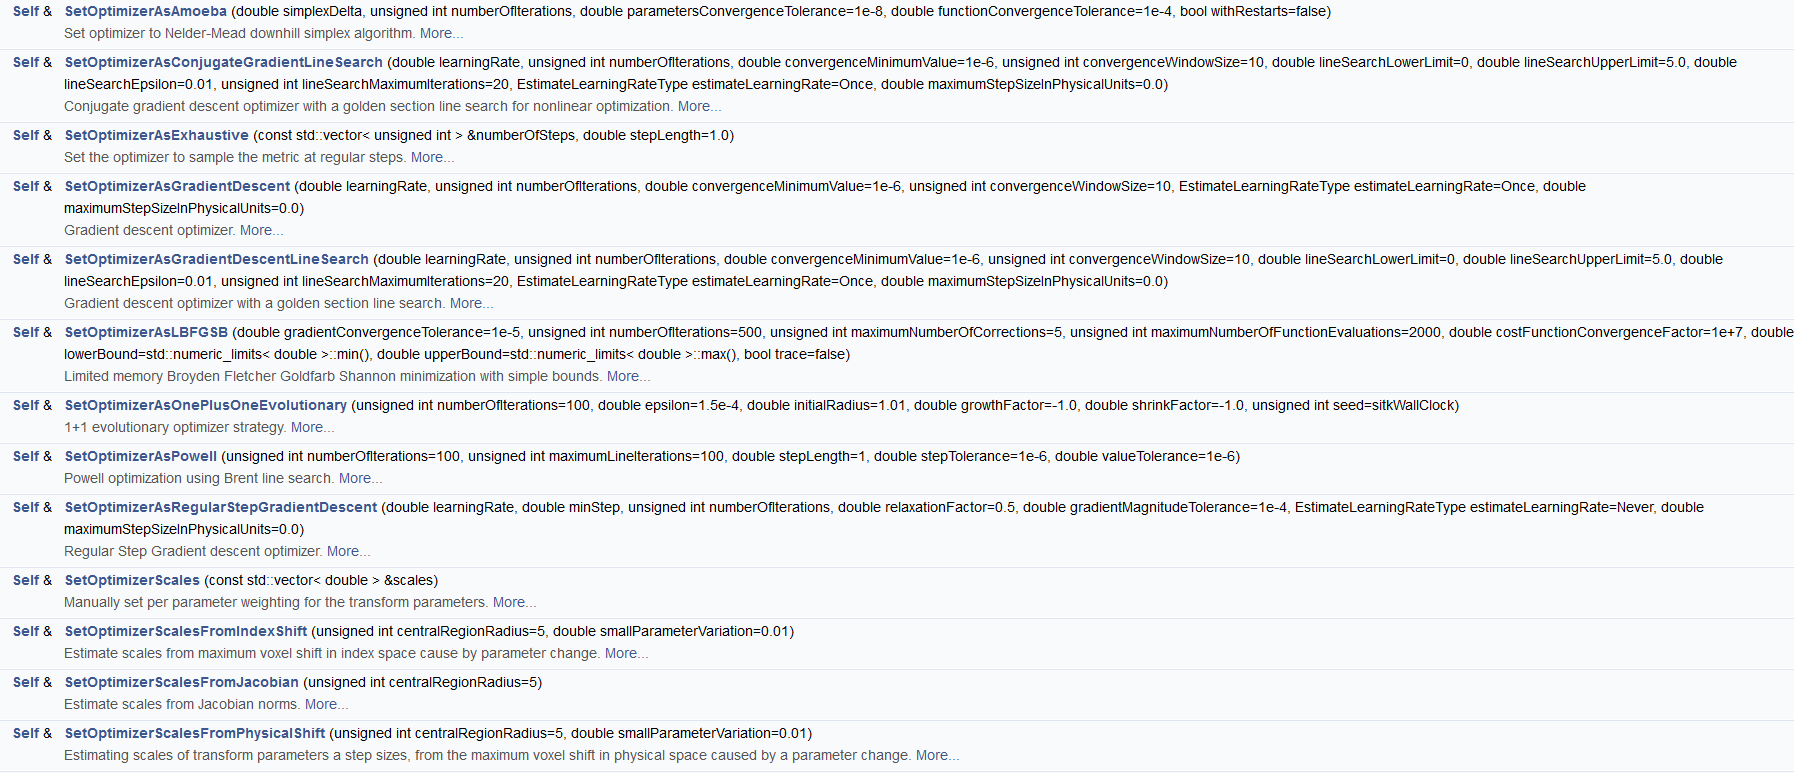 Self & SetOptimizerAsAmoeba (double simplexDelta, unsigned int numberOfIterations, double parametersConvergenceTolerance=1e-8, double functionConvergenceTolerance=1e-4, bool withRestarts=false)
Set optimizer to Nelder-Mead downhill simplex algorithm. More...
Self & SetOptimizerAsConjugateGradientLineSearch (double learningRate, unsigned int numberOfIterations, double convergenceMinimumValue=1e-6, unsigned int convergenceWindowSize=10, double lineSearchLowerLimit=0, double lineSearchUpperLimit=5.0, double
lineSearchEpsilon=0.01, unsigned int lineSearchMaximumIterations=20, EstimateLearningRateType estimateLearningRate=Once, double maximumStepSizeInPhysicalUnits=0.0)
Conjugate gradient descent optimizer with a golden section line search for nonlinear optimization. More...
Self & SetOptimizerAsExhaustive (const std::vector< unsigned int > &numberOfSteps, double stepLength=1.0)
Set the optimizer to sample the metric at regular steps. More...
Self & SetOptimizerAsGradientDescent (double learningRate, unsigned int numberOfIterations, double convergenceMinimumValue=1e-6, unsigned int convergenceWindowSize=10, EstimateLearningRateType estimateLearningRate=Once, double
maximumStepSizeInPhysicalUnits=0.0)
Gradient descent optimizer. More...
Self & SetOptimizerAsGradientDescentLineSearch (double learningRate, unsigned int numberOfIterations, double convergenceMinimumValue=1e-6, unsigned int convergenceWindowSize=10, double lineSearchLowerLimit=0, double lineSearchUpperLimit=5.0, double
lineSearchEpsilon=0.01, unsigned int lineSearchMaximumIterations=20, EstimateLearningRateType estimateLearningRate=Once, double maximumStepSizeInPhysicalUnits=0.0)
Gradient descent optimizer with a golden section line search. More...
Self & SetOptimizerAsLBFGSB (double gradientConvergenceTolerance=1e-5, unsigned int numberOfIterations=500, unsigned int maximumNumberOfCorrections=5, unsigned int maximumNumberOfFunctionEvaluations=2000, double costFunctionConvergenceFactor=1e+7, double
lowerBound=std::numeric_limits< double >::min(), double upperBound=std::numeric_limits< double >::max(), bool trace=false)
Limited memory Broyden Fletcher Goldfarb Shannon minimization with simple bounds. More...
Self & SetOptimizerAsOnePlusOneEvolutionary (unsigned int numberOfIterations=100, double epsilon=1.5e-4, double initialRadius=1.01, double growthFactor=-1.0, double shrinkFactor=-1.0, unsigned int seed=sitkWallClock)
1+1 evolutionary optimizer strategy. More...
Self & SetOptimizerAsPowell (unsigned int numberOfIterations=100, unsigned int maximumLineIterations=100, double stepLength=1, double stepTolerance=1e-6, double valueTolerance=1e-6)
Powell optimization using Brent line search. More...
Self & SetOptimizerAsRegularStepGradientDescent (double learningRate, double minStep, unsigned int numberOfIterations, double relaxationFactor=0.5, double gradientMagnitudeTolerance=1e-4, EstimateLearningRateType estimateLearningRate=Never, double
maximumStepSizeInPhysicalUnits=0.0)
Regular Step Gradient descent optimizer. More...
Self & SetOptimizerScales (const std::vector< double > &scales)
Manually set per parameter weighting for the transform parameters. More...
Self & SetOptimizerScalesFromIndexShift (unsigned int centralRegionRadius=5, double smallParameterVariation=0.01)
Estimate scales from maximum voxel shift in index space cause by parameter change. More...
Self & SetOptimizerScalesFromJacobian (unsigned int centralRegionRadius=5)
Estimate scales from Jacobian norms. More...
Self & SetOptimizerScalesFromPhysicalShift (unsigned int centralRegionRadius=5, double smallParameterVariation=0.01)
Estimating scales of transform parameters a step sizes, from the maximum voxel shift in physical space caused by a parameter change. More...